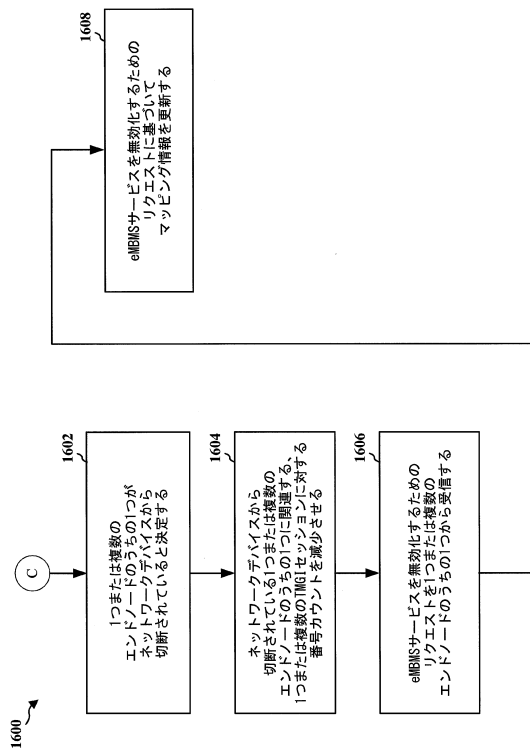 1600
C
1602
1つまたは複数の
エンドノードのうちの1つが
ネットワークデバイスから
切断されていると決定する
1604
ネットワークデバイスから
切断されている1つまたは複数の
エンドノードのうちの1つに関連する、
1つまたは複数のTMGIセッションに対する
番号カウントを減少させる
1606
eMBMSサービスを無効化するための
リクエストを1つまたは複数の
エンドノードのうちの1つから受信する
1608
eMBMSサービスを無効化するための
リクエストに基づいて
マッピング情報を更新する